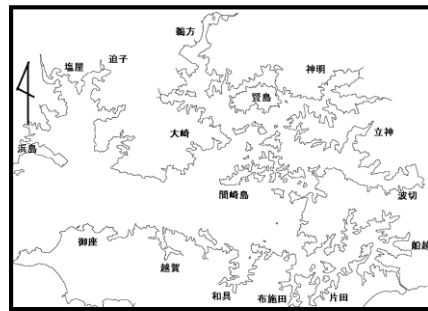 鵜方
迫子
塩屋
神明
賢島
大崎
立神
浜島
間崎島
波切
御座
船越
越賀
和具
布施田
片田